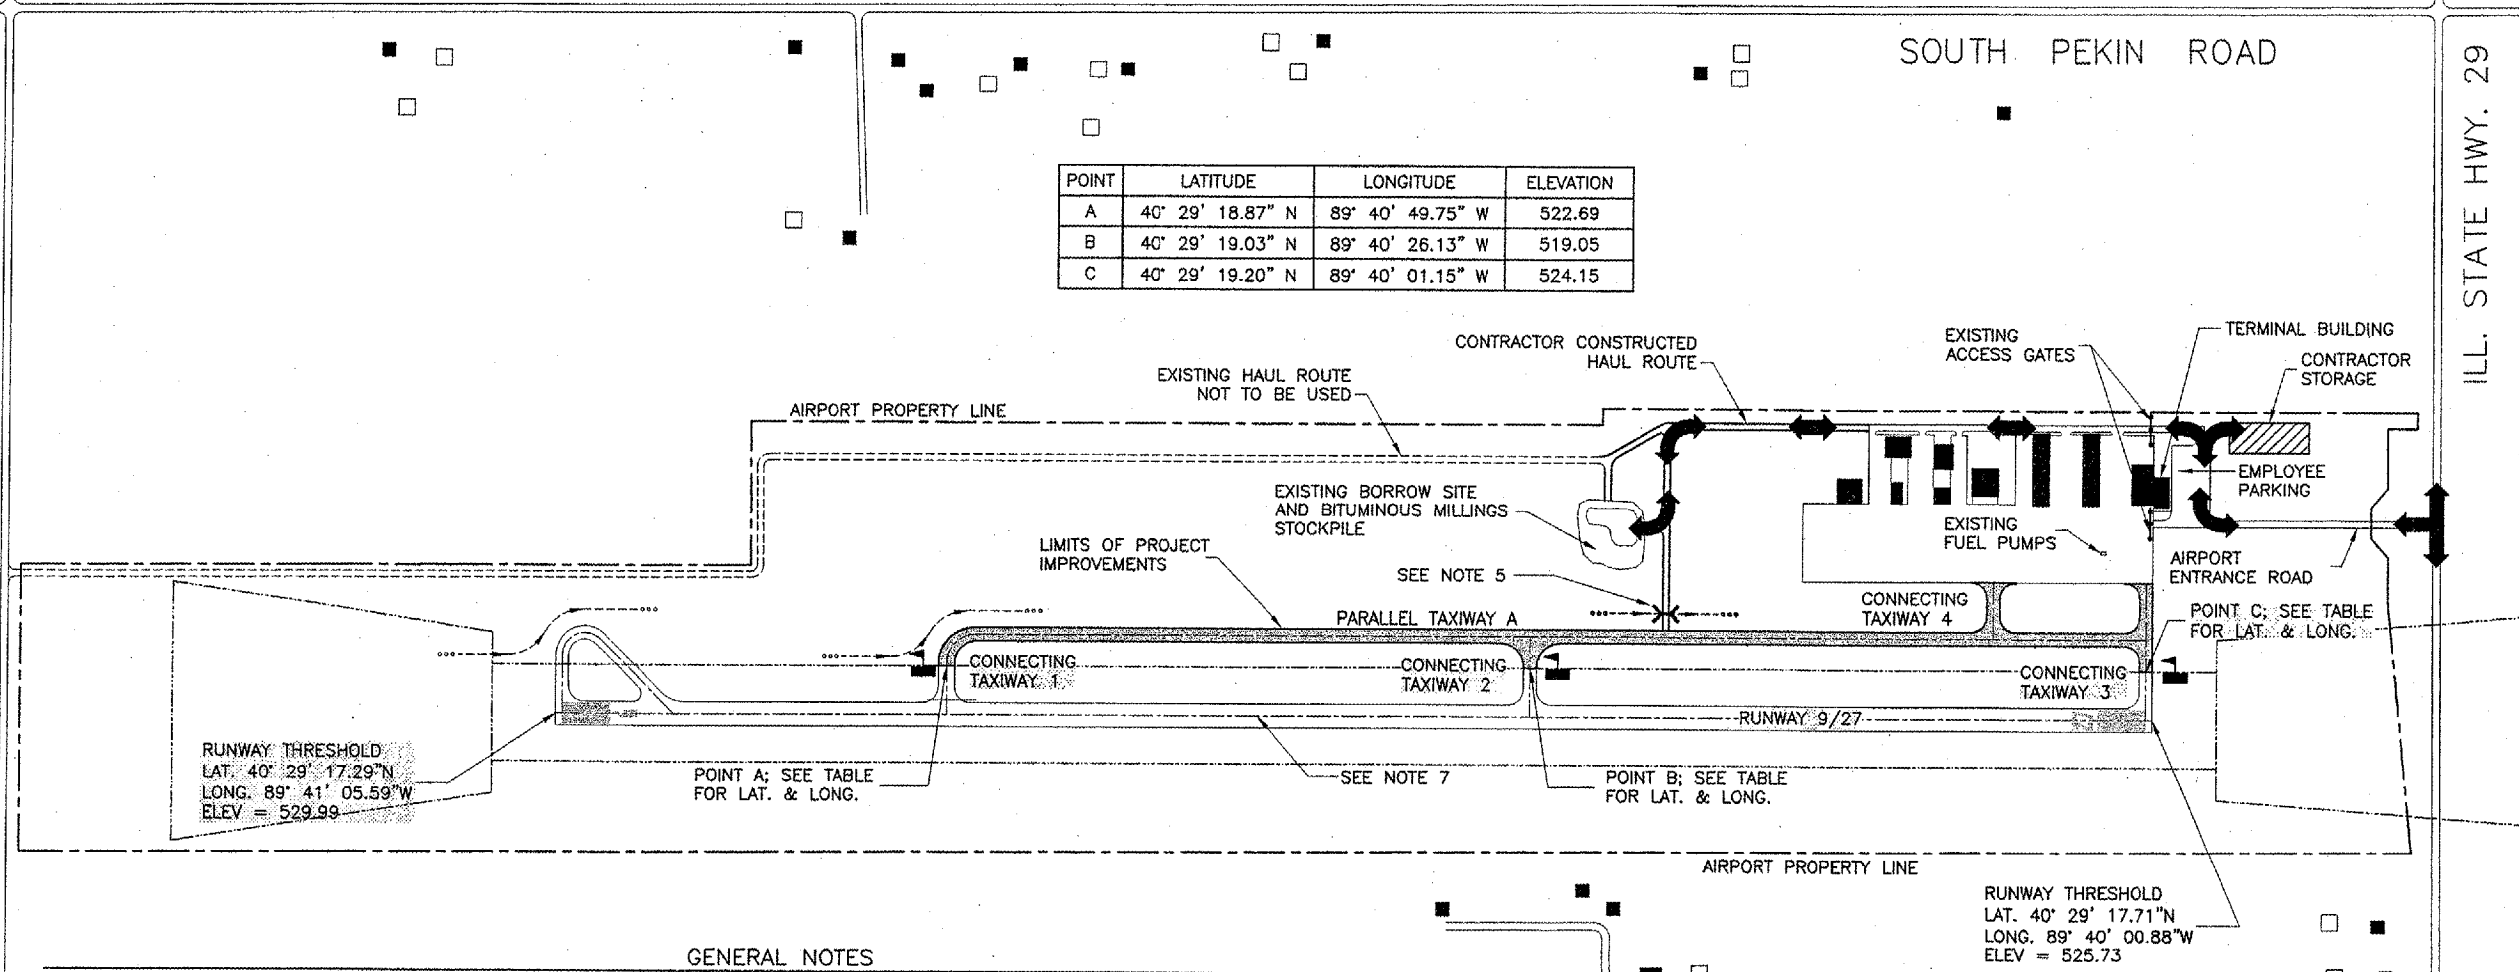 SOUTH PEKIN ROAD
ILL. STATE HWY. 29
POINT LATITUDE LONGITUDE ELEVATION
A 40° 29' 18.87" N 89° 40' 49.75" W 522.69
B 40° 29' 19.03" N 89° 40' 26.13" W 519.05
C 40° 29' 19.20" N 89° 40' 01.15" W 524.15
CONTRACTOR CONSTRUCTED
HAUL ROUTE
EXISTING
ACCESS GATES
TERMINAL BUILDING
CONTRACTOR
STORAGE
EXISTING HAUL ROUTE
NOT TO BE USED
AIRPORT PROPERTY LINE
EMPLOYEE
PARKING
EXISTING BORROW SITE
AND BITUMINOUS MILLINGS
STOCKPILE
EXISTING
FUEL PUMPS
LIMITS OF PROJECT
IMPROVEMENTS
SEE NOTE 5
AIRPORT
ENTRANCE ROAD
PARALLEL TAXIWAY A
CONNECTING
TAXIWAY 4
POINT C; SEE TABLE
FOR LAT. & LONG.
CONNECTING
TAXIWAY 1
CONNECTING
TAXIWAY 2
CONNECTING
TAXIWAY 3
RUNWAY 9/27
RUNWAY THRESHOLD
LAT. 40° 29' 17.29"N
LONG. 89° 41' 05.59"W
ELEV = 529.99
POINT A; SEE TABLE
FOR LAT. & LONG.
SEE NOTE 7
POINT B; SEE TABLE
FOR LAT. & LONG.
AIRPORT PROPERTY LINE
RUNWAY THRESHOLD
LAT. 40° 29' 17.71"N
LONG. 89° 40' 00.88"W
ELEV = 525.73
GENERAL NOTES